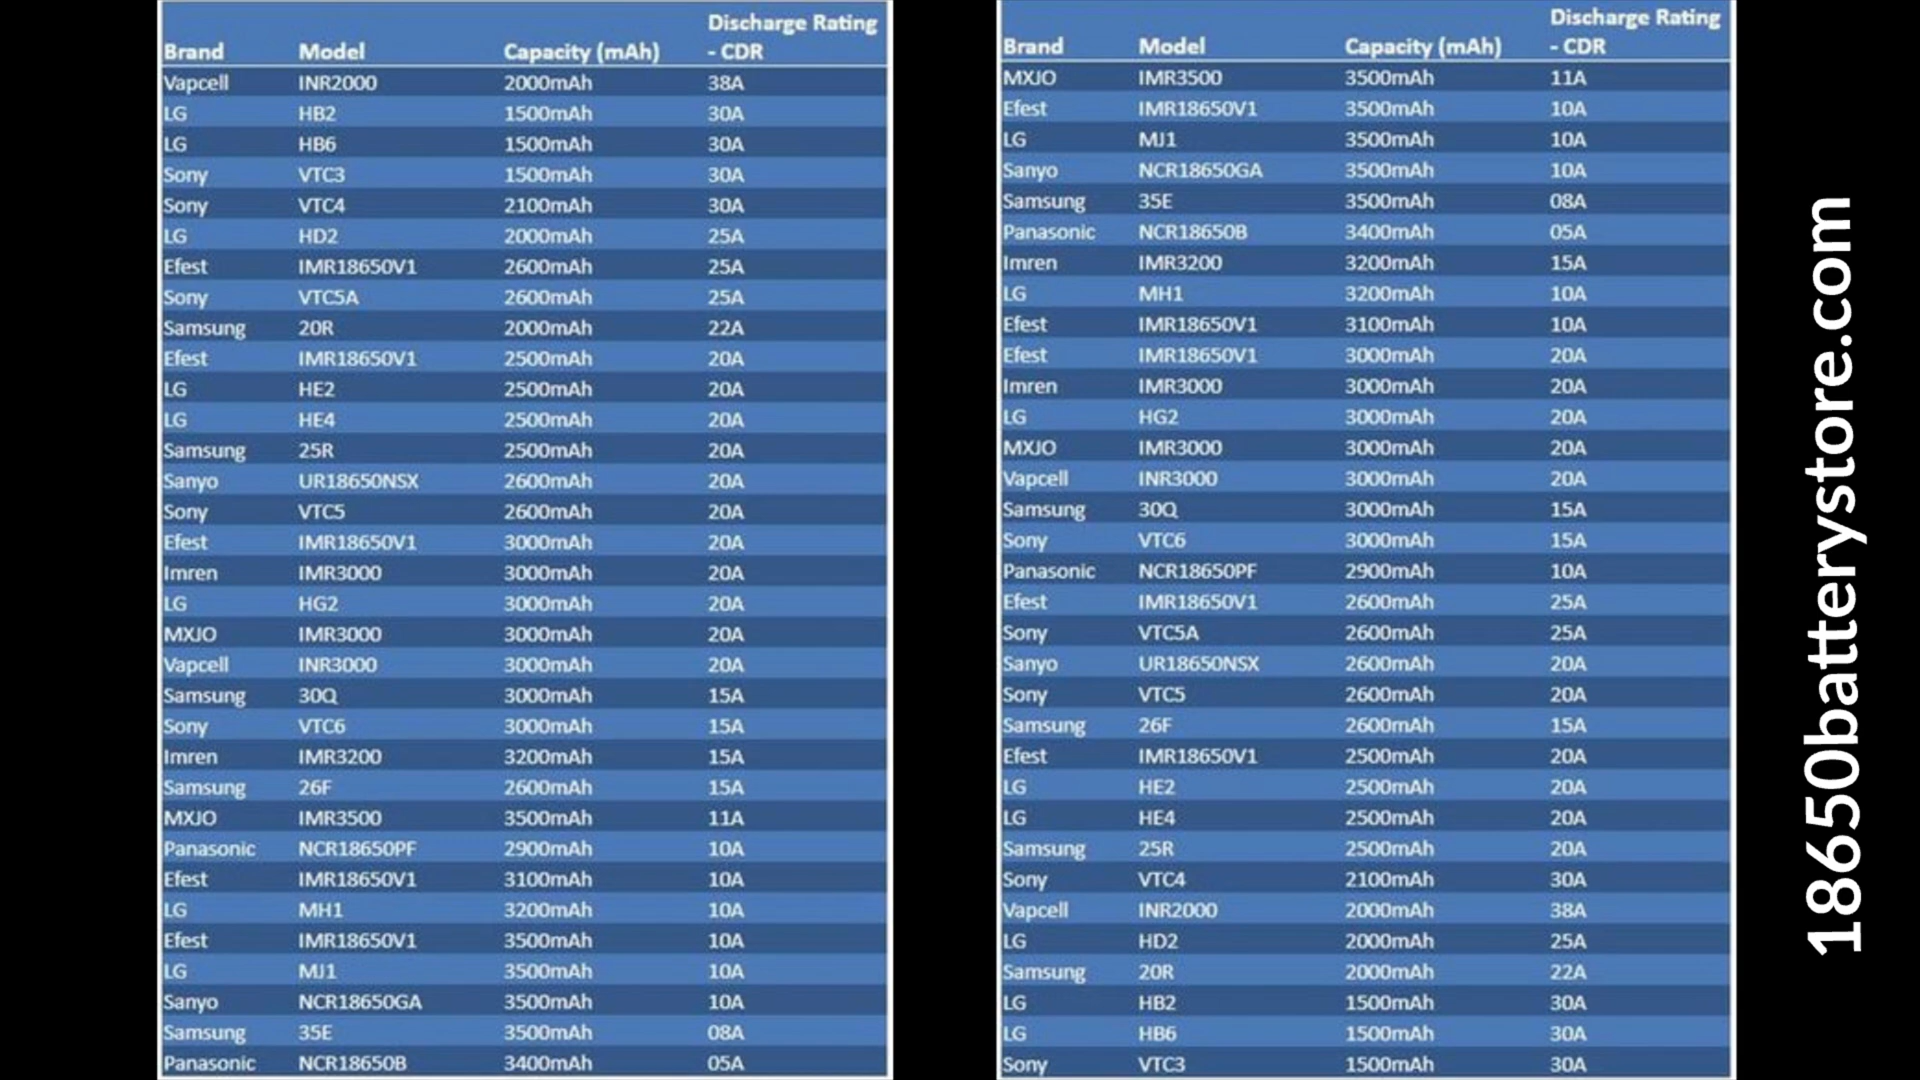 Discharge Rating
Brand Model Capacity (mAh) - CDR
Vapcell INR2000 2000mAh 38A
LG HB2 1500mAh 30A
LG HB6 1500mAh 30A
Sony VTC3 1500mAh 30A
Sony VTC4 2100mAh 30A
LG HD2 2000mAh 25A
Efest IMR18650V1 2600mAh 25A
Sony VTC5A 2600mAh 25A
Samsung 20R 2000mAh 22A
Efest IMR18650V1 2500mAh 20A
LG HE2 2500mAh 20A
LG HE4 2500mAh 20A
Samsung 25R 2500mAh 20A
Sanyo UR18650NSX 2600mAh 20A
Sony VTC5 2600mAh 20A
Efest IMR18650V1 3000mAh 20A
Imren IMR3000 3000mAh 20A
LG HG2 3000mAh 20A
MXJO IMR3000 3000mAh 20A
Vapcell INR3000 3000mAh 20A
Samsung 30Q 3000mAh 15A
Sony VTC6 3000mAh 15A
Imren IMR3200 3200mAh 15A
Samsung 26F 2600mAh 15A
MXJO IMR3500 3500mAh 11A
Panasonic NCR18650PF 2900mAh 10A
Efest IMR18650V1 3100mAh 10A
LG MH1 3200mAh 10A
Efest IMR18650V1 3500mAh 10A
LG MJ1 3500mAh 10A
Sanyo NCR18650GA 3500mAh 10A
Samsung 35E 3500mAh 08A
Panasonic NCR18650B 3400mAh 05A
Discharge Rating
Brand Model Capacity (mAh) - CDR
MXJO IMR3500 3500mAh 11A
Efest IMR18650V1 3500mAh 10A
LG MJ1 3500mAh 10A
Sanyo NCR18650GA 3500mAh 10A
Samsung 35E 3500mAh 08A
Panasonic NCR18650B 3400mAh 05A
Imren IMR3200 3200mAh 15A
LG MH1 3200mAh 10A
Efest IMR18650V1 3100mAh 10A
Efest IMR18650V1 3000mAh 20A
Imren IMR3000 3000mAh 20A
LG HG2 3000mAh 20A
MXJO IMR3000 3000mAh 20A
Vapcell INR3000 3000mAh 20A
Samsung 30Q 3000mAh 15A
Sony VTC6 3000mAh 15A
Panasonic NCR18650PF 2900mAh 10A
Efest IMR18650V1 2600mAh 25A
Sony VTC5A 2600mAh 25A
Sanyo UR18650NSX 2600mAh 20A
Sony VTC5 2600mAh 20A
Samsung 26F 2600mAh 15A
Efest IMR18650V1 2500mAh 20A
LG HE2 2500mAh 20A
LG HE4 2500mAh 20A
Samsung 25R 2500mAh 20A
Sony VTC4 2100mAh 30A
Vapcell INR2000 2000mAh 38A
LG HD2 2000mAh 25A
Samsung 20R 2000mAh 22A
LG HB2 1500mAh 30A
LG HB6 1500mAh 30A
Sony VTC3 1500mAh 30A
18650batterystore.com